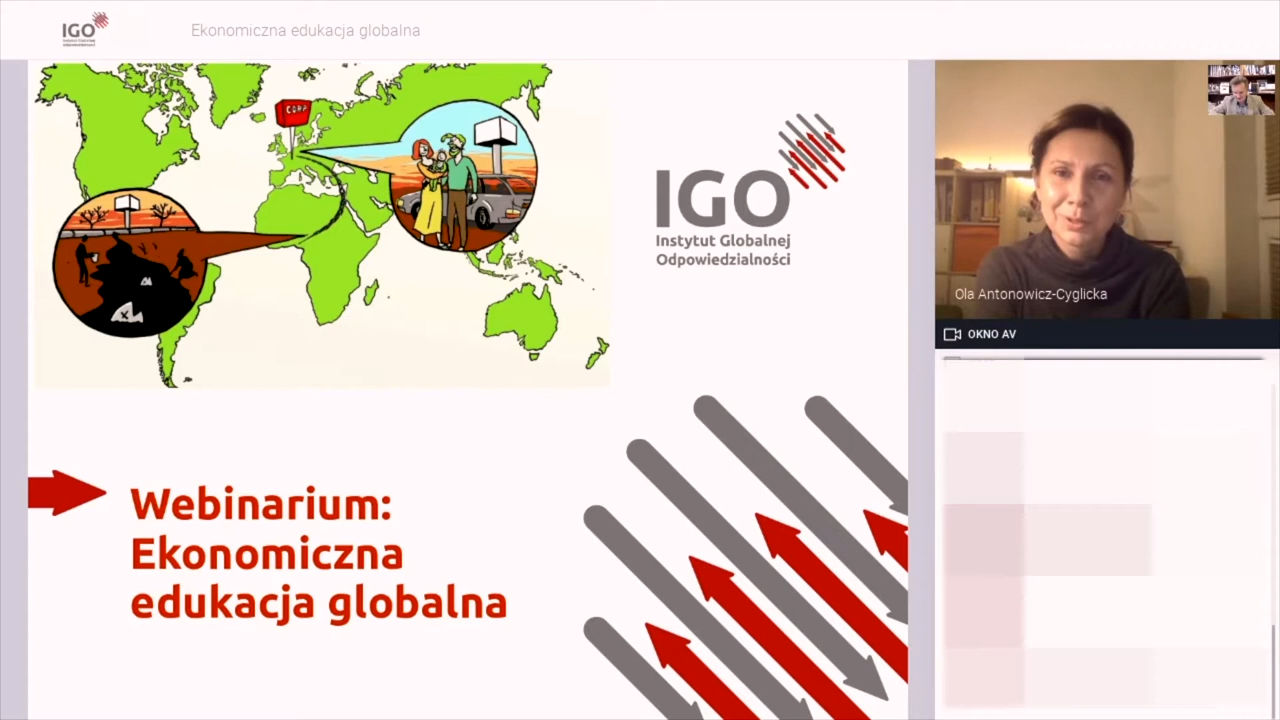 IGO
Ekonomiczna edukacja globalna
CORP
IGO
Instytut Globalnej
Odpowiedzialności
Ola Antonowicz-Cyglicka
OKNO AV
Webinarium:
Ekonomiczna
edukacja globalna